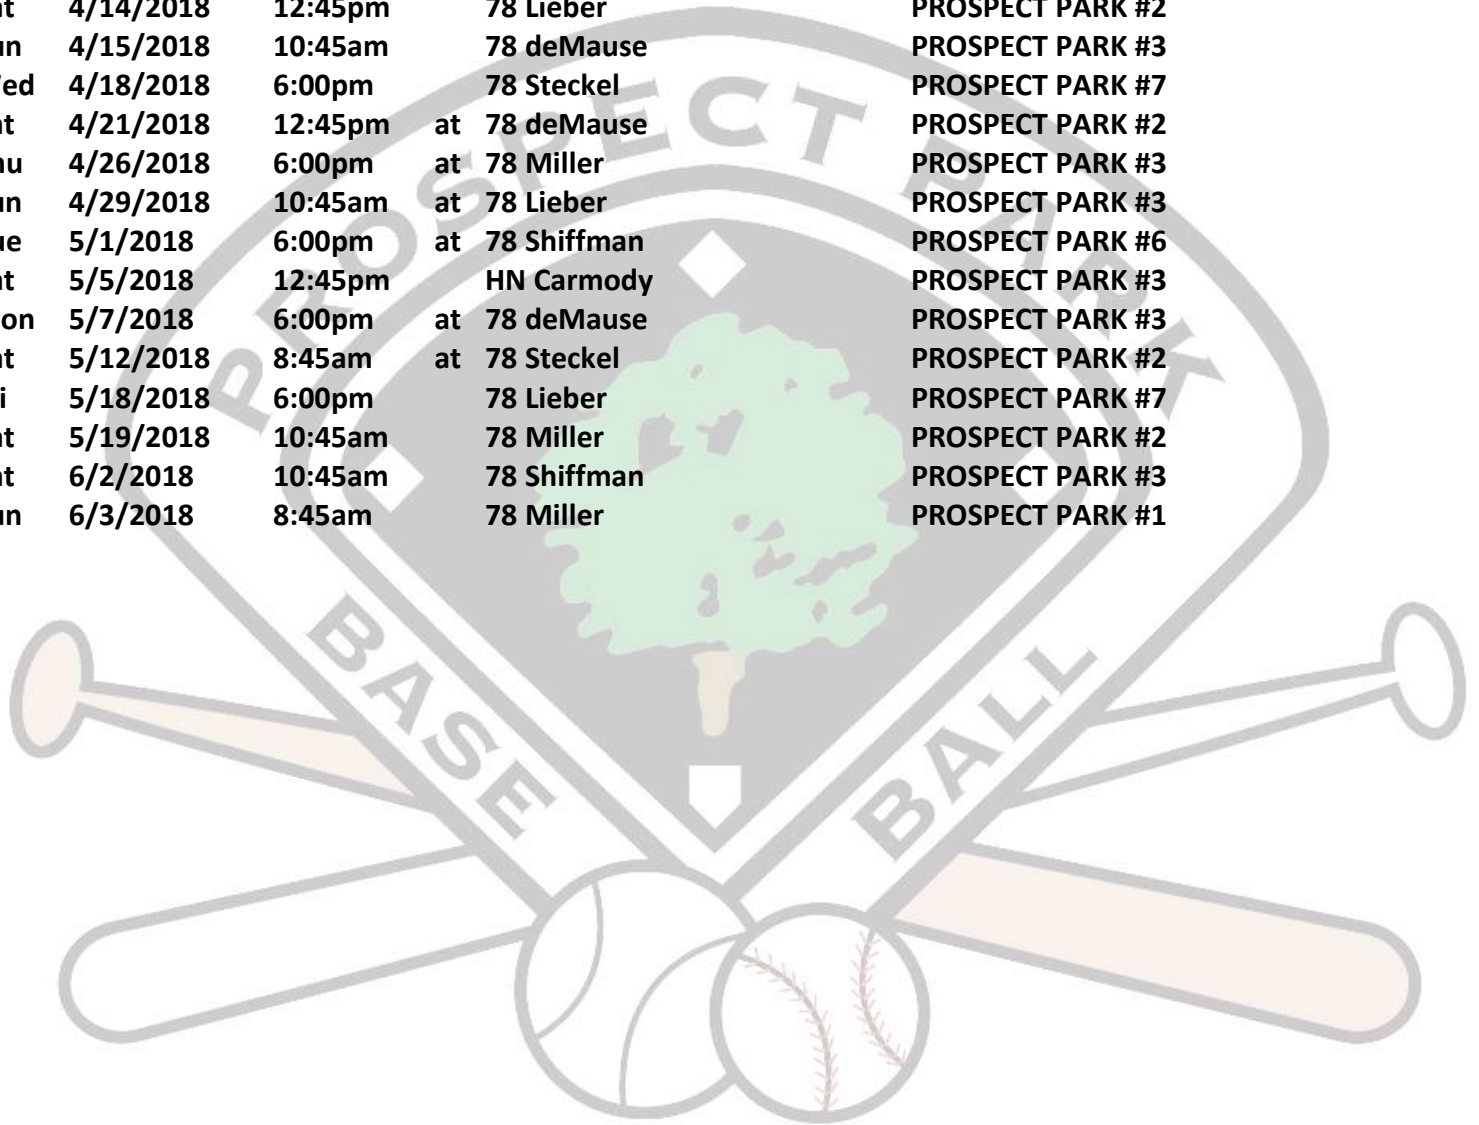 at 4/14/2018 12:45pm 78 Lieber PROSPECT PARK #2
un 4/15/2018 10:45am 78 deMause PROSPECT PARK #3
ed 4/18/2018 6:00pm 78 Steckel PROSPECT PARK #7
at 4/21/2018 12:45pm at 78 deMause PROSPECT PARK #2
hu 4/26/2018 6:00pm at 78 Miller PROSPECT PARK #3
un 4/29/2018 10:45am at 78 Lieber PROSPECT PARK #3
ue 5/1/2018 6:00pm at 78 Shiffman PROSPECT PARK #6
at 5/5/2018 12:45pm HN Carmody PROSPECT PARK #3
on 5/7/2018 6:00pm at 78 deMause PROSPECT PARK #3
at 5/12/2018 8:45am at 78 Steckel PROSPECT PARK #2
i 5/18/2018 6:00pm 78 Lieber PROSPECT PARK #7
at 5/19/2018 10:45am 78 Miller PROSPECT PARK #2
at 6/2/2018 10:45am 78 Shiffman PROSPECT PARK #3
un 6/3/2018 8:45am 78 Miller PROSPECT PARK #1
PROSPECT PARK
BASE BALL